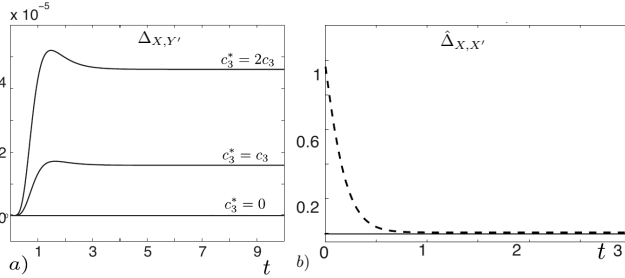 x 10⁻⁵
Δ_{X,Y′}
4
c₃* = 2c₃
2
c₃* = c₃
c₃* = 0
0
1 3 5 7 9
a) t
Δ̂_{X,X′}
1
0.6
0.2
0 1 2 3
b) t